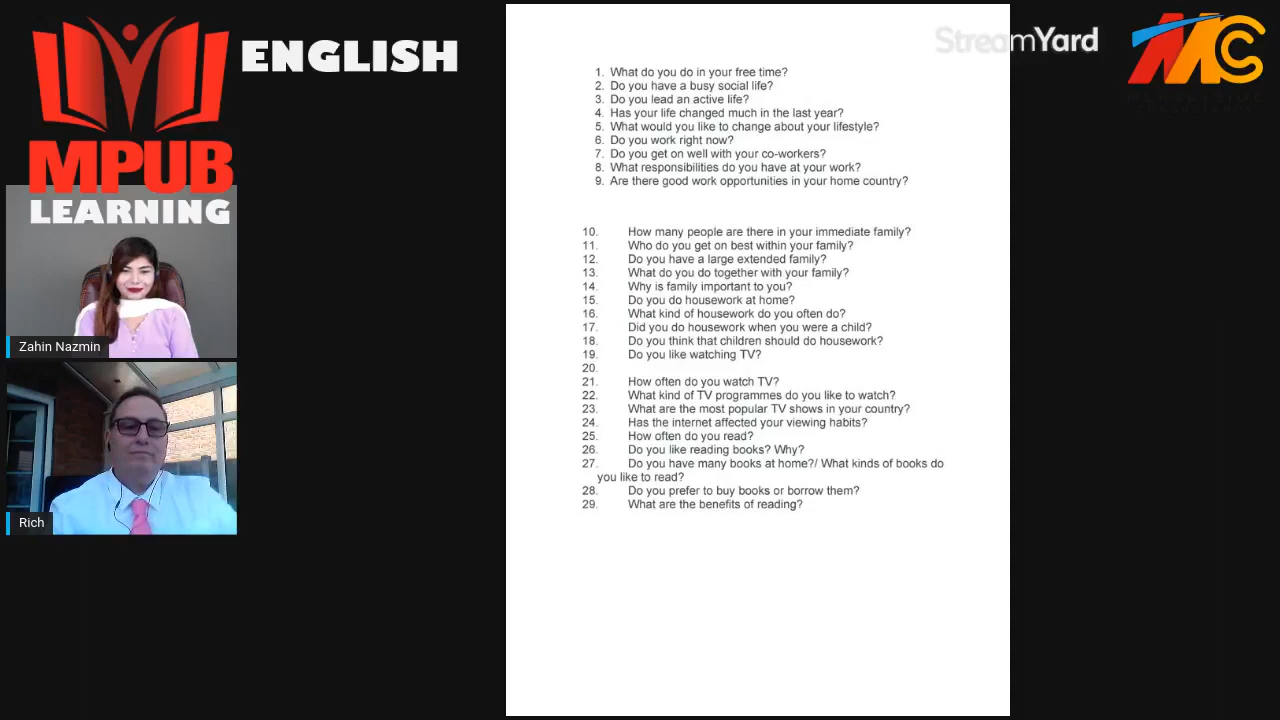 ENGLISH
MPUB
LEARNING
Zahin Nazmin
Rich
StreamYard
MC
1. What do you do in your free time?
2. Do you have a busy social life?
3. Do you lead an active life?
4. Has your life changed much in the last year?
5. What would you like to change about your lifestyle?
6. Do you work right now?
7. Do you get on well with your co-workers?
8. What responsibilities do you have at your work?
9. Are there good work opportunities in your home country?
10. How many people are there in your immediate family?
11. Who do you get on best within your family?
12. Do you have a large extended family?
13. What do you do together with your family?
14. Why is family important to you?
15. Do you do housework at home?
16. What kind of housework do you often do?
17. Did you do housework when you were a child?
18. Do you think that children should do housework?
19. Do you like watching TV?
20.
21. How often do you watch TV?
22. What kind of TV programmes do you like to watch?
23. What are the most popular TV shows in your country?
24. Has the internet affected your viewing habits?
25. How often do you read?
26. Do you like reading books? Why?
27. Do you have many books at home?/ What kinds of books do
you like to read?
28. Do you prefer to buy books or borrow them?
29. What are the benefits of reading?